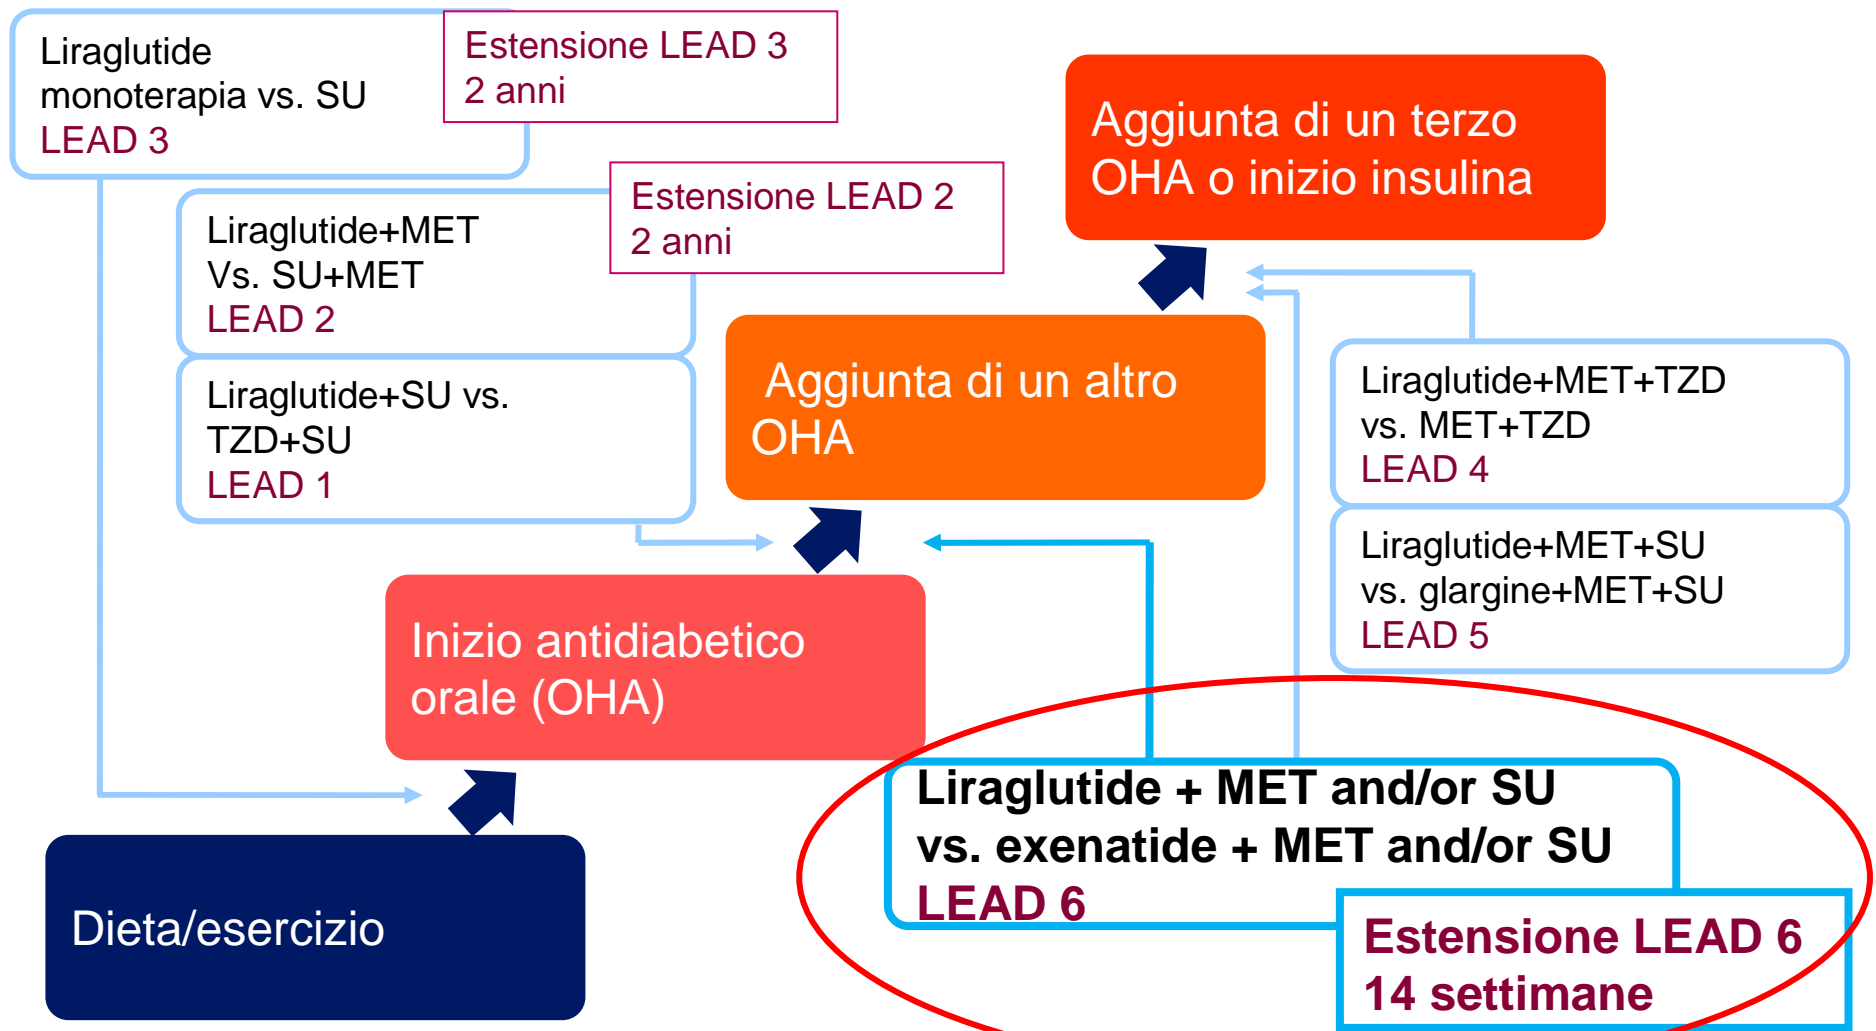 Liraglutide
monoterapia vs. SU
LEAD 3
Estensione LEAD 3
2 anni
Liraglutide+MET
Vs. SU+MET
LEAD 2
Estensione LEAD 2
2 anni
Liraglutide+SU vs.
TZD+SU
LEAD 1
Aggiunta di un terzo
OHA o inizio insulina
Aggiunta di un altro
OHA
Liraglutide+MET+TZD
vs. MET+TZD
LEAD 4
Liraglutide+MET+SU
vs. glargine+MET+SU
LEAD 5
Inizio antidiabetico
orale (OHA)
Liraglutide + MET and/or SU
vs. exenatide + MET and/or SU
LEAD 6
Estensione LEAD 6
14 settimane
Dieta/esercizio